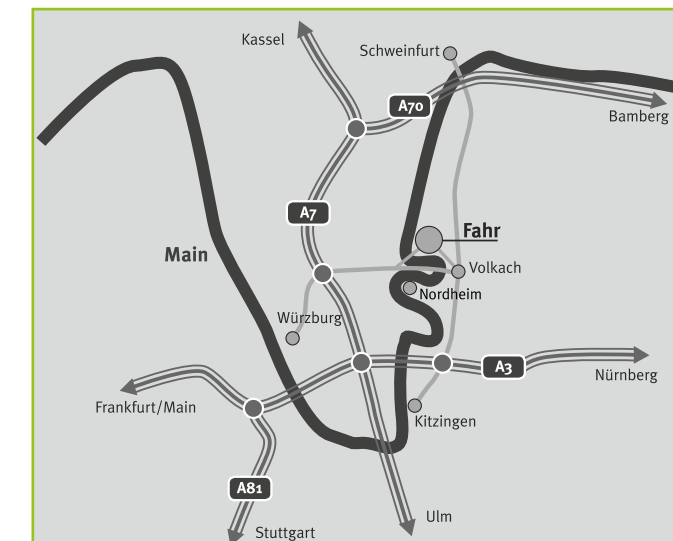 Kassel
Schweinfurt
A70
Bamberg
A7
Fahr
Main
Volkach
Nordheim
Würzburg
A3
Nürnberg
Frankfurt/Main
Kitzingen
A81
Ulm
Stuttgart